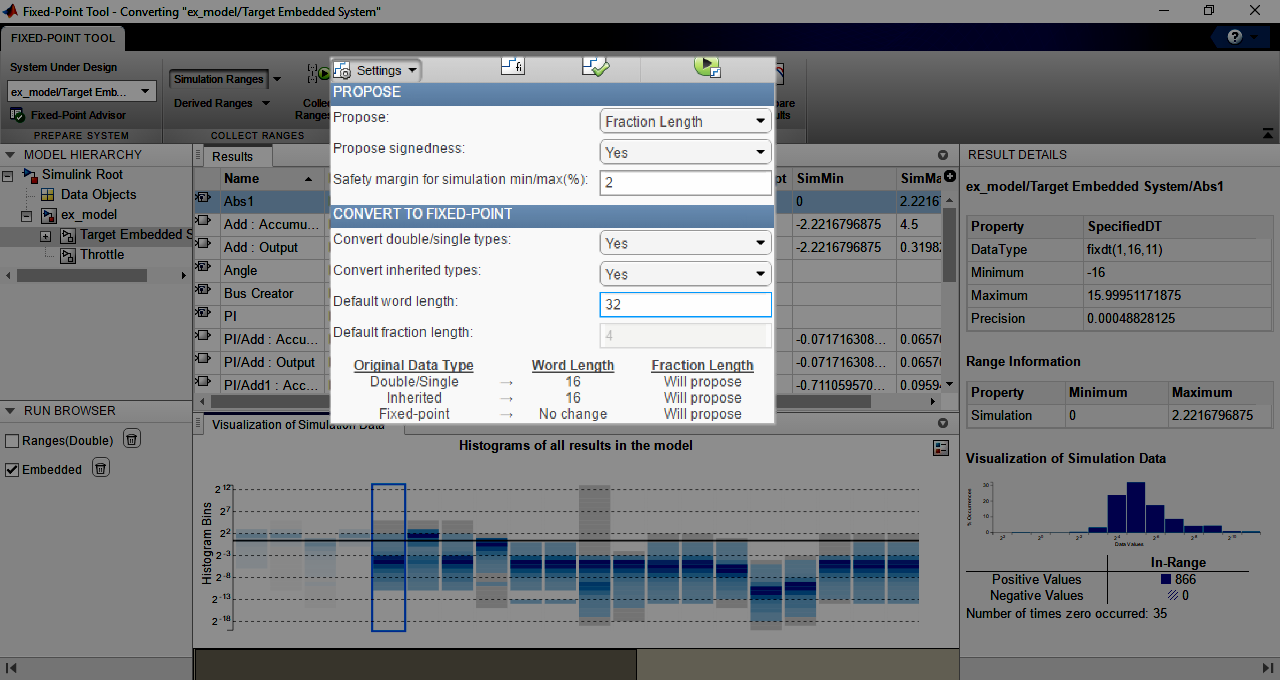 Fixed-Point Tool - Converting "ex_model/Target Embedded System"
FIXED-POINT TOOL
System Under Design
ex_model/Target Emb...
Fixed-Point Advisor
PREPARE SYSTEM
Simulation Ranges
Derived Ranges
Ranges
COLLECT RANGES
Settings
PROPOSE
Propose: Fraction Length
Propose signedness: Yes
Safety margin for simulation min/max(%): 2
CONVERT TO FIXED-POINT
Convert double/single types: Yes
Convert inherited types: Yes
Default word length: 32
Default fraction length: 4
Original Data Type Word Length Fraction Length
Double/Single → 16 Will propose
Inherited → 16 Will propose
Fixed-point → No change Will propose
MODEL HIERARCHY
Simulink Root
Data Objects
ex_model
Target Embedded S
Throttle
RUN BROWSER
Ranges(Double)
Embedded
Results
Name SimMin SimMa
Abs1 0 2.2216
Add : Accumu... -2.2216796875 4.5
Add : Output -2.2216796875 0.3198
Angle
Bus Creator
PI
PI/Add : Accu... -0.071716308... 0.0657
PI/Add : Output -0.071716308... 0.0657
PI/Add1 : Acc... -0.711059570... 0.0959
Visualization of Simulation Data
Histograms of all results in the model
Histogram Bins
2^12
2^7
2^2
2^-3
2^-8
2^-13
2^-18
RESULT DETAILS
ex_model/Target Embedded System/Abs1
Property SpecifiedDT
DataType fixdt(1,16,11)
Minimum -16
Maximum 15.99951171875
Precision 0.00048828125
Range Information
Property Minimum Maximum
Simulation 0 2.2216796875
Visualization of Simulation Data
% Occurrences
30
20
10
0
Data Values
In-Range
Positive Values 866
Negative Values 0
Number of times zero occurred: 35